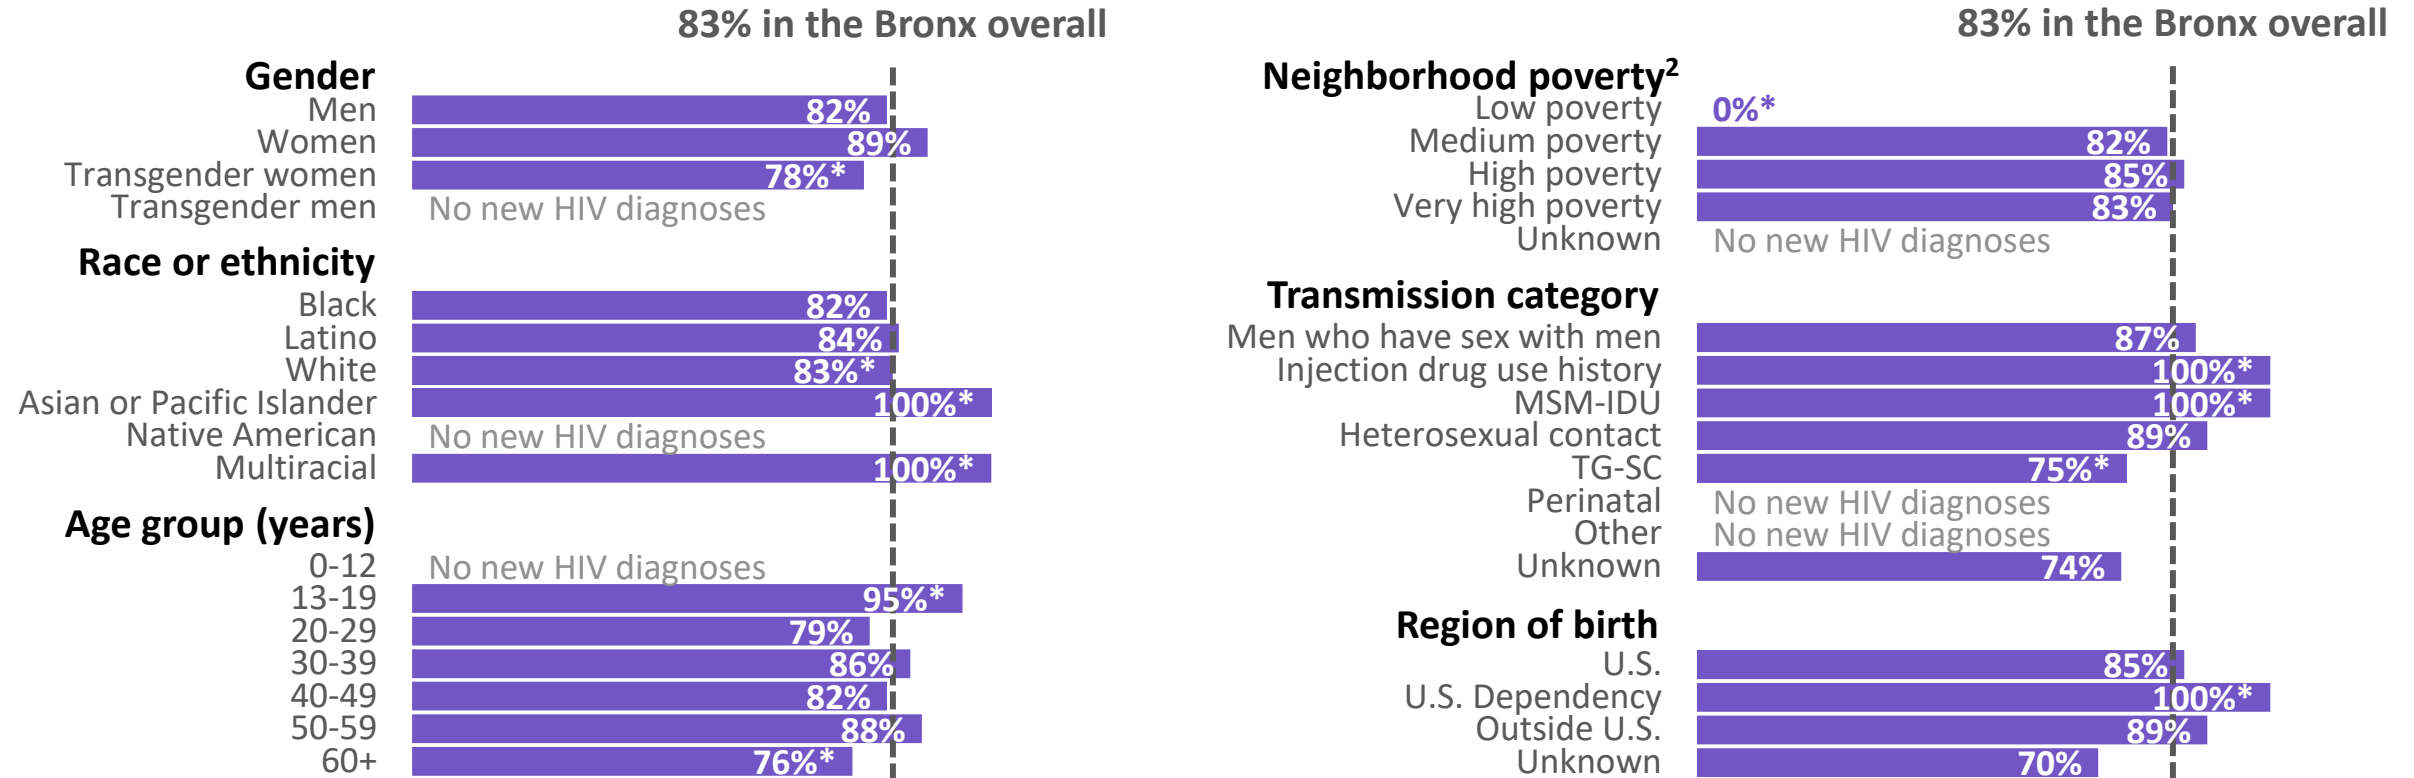 83% in the Bronx overall
Gender
Men 82%
Women 89%
Transgender women 78%*
Transgender men No new HIV diagnoses
Race or ethnicity
Black 82%
Latino 84%
White 83%*
Asian or Pacific Islander 100%*
Native American No new HIV diagnoses
Multiracial 100%*
Age group (years)
0-12 No new HIV diagnoses
13-19 95%*
20-29 79%
30-39 86%
40-49 82%
50-59 88%
60+ 76%*
83% in the Bronx overall
Neighborhood poverty²
Low poverty 0%*
Medium poverty 82%
High poverty 85%
Very high poverty 83%
Unknown No new HIV diagnoses
Transmission category
Men who have sex with men 87%
Injection drug use history 100%*
MSM-IDU 100%*
Heterosexual contact 89%
TG-SC 75%*
Perinatal No new HIV diagnoses
Other No new HIV diagnoses
Unknown 74%
Region of birth
U.S. 85%
U.S. Dependency 100%*
Outside U.S. 89%
Unknown 70%